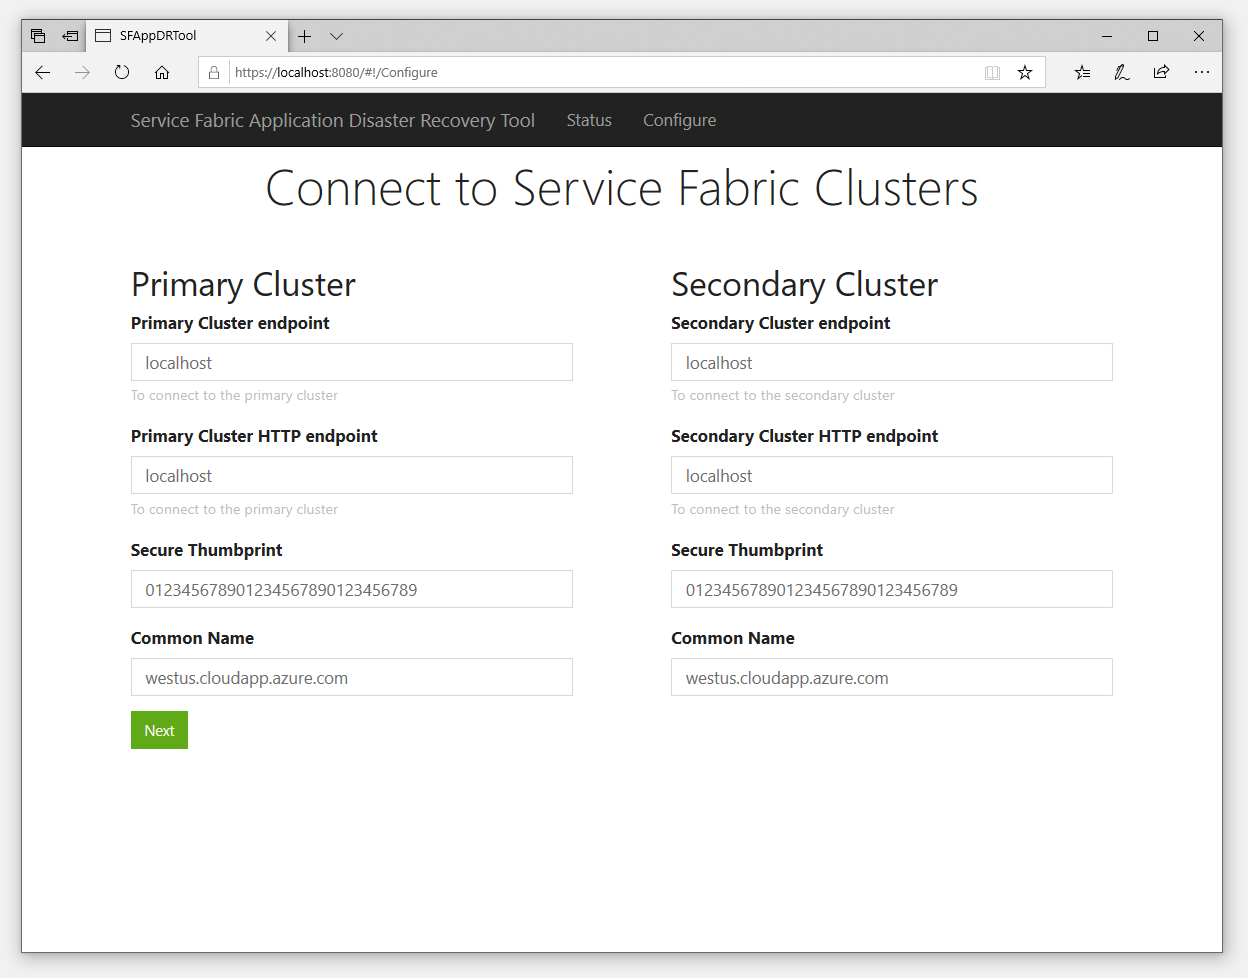 SFAppDRTool
https://localhost:8080/#!/Configure
Service Fabric Application Disaster Recovery Tool Status Configure
Connect to Service Fabric Clusters
Primary Cluster
Primary Cluster endpoint
localhost
To connect to the primary cluster
Primary Cluster HTTP endpoint
localhost
To connect to the primary cluster
Secure Thumbprint
012345678901234567890123456789
Common Name
westus.cloudapp.azure.com
Next
Secondary Cluster
Secondary Cluster endpoint
localhost
To connect to the secondary cluster
Secondary Cluster HTTP endpoint
localhost
To connect to the secondary cluster
Secure Thumbprint
012345678901234567890123456789
Common Name
westus.cloudapp.azure.com